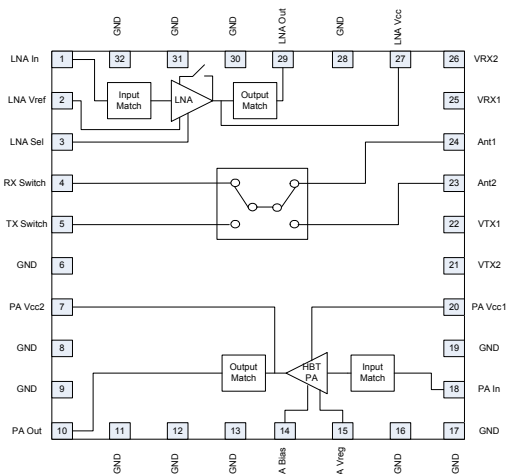 GND
GND
GND
LNA Out
GND
LNA Vcc
LNA In
1
32
31
30
29
28
27
26
VRX2
LNA Vref
2
Input
Match
LNA
Output
Match
25
VRX1
LNA Sel
3
24
Ant1
RX Switch
4
23
Ant2
TX Switch
5
22
VTX1
GND
6
21
VTX2
PA Vcc2
7
20
PA Vcc1
GND
8
19
GND
Output
Match
HBT
PA
Input
Match
GND
9
18
PA In
PA Out
10
11
12
13
14
15
16
17
GND
GND
GND
GND
A Bias
A Vreg
GND